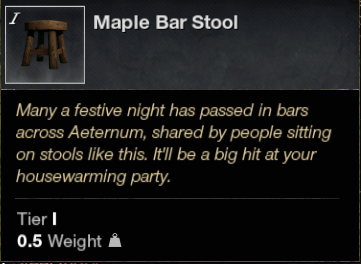 I
Maple Bar Stool
Many a festive night has passed in bars
across Aeternum, shared by people sitting
on stools like this. It'll be a big hit at your
housewarming party.
Tier I
0.5 Weight